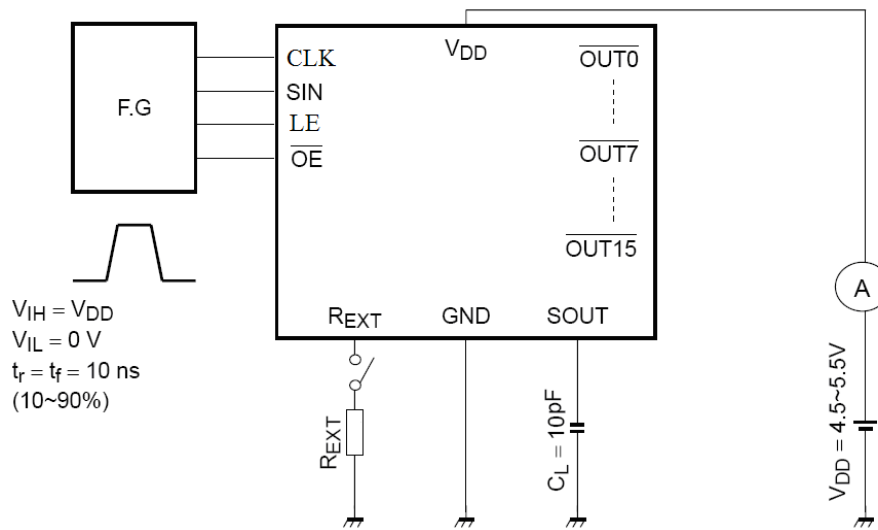 F.G
CLK
SIN
LE
OE
VDD
OUT0
OUT7
OUT15
REXT
GND
SOUT
VIH = VDD
VIL = 0 V
tr = tf = 10 ns
(10~90%)
REXT
CL = 10pF
A
VDD = 4.5~5.5V